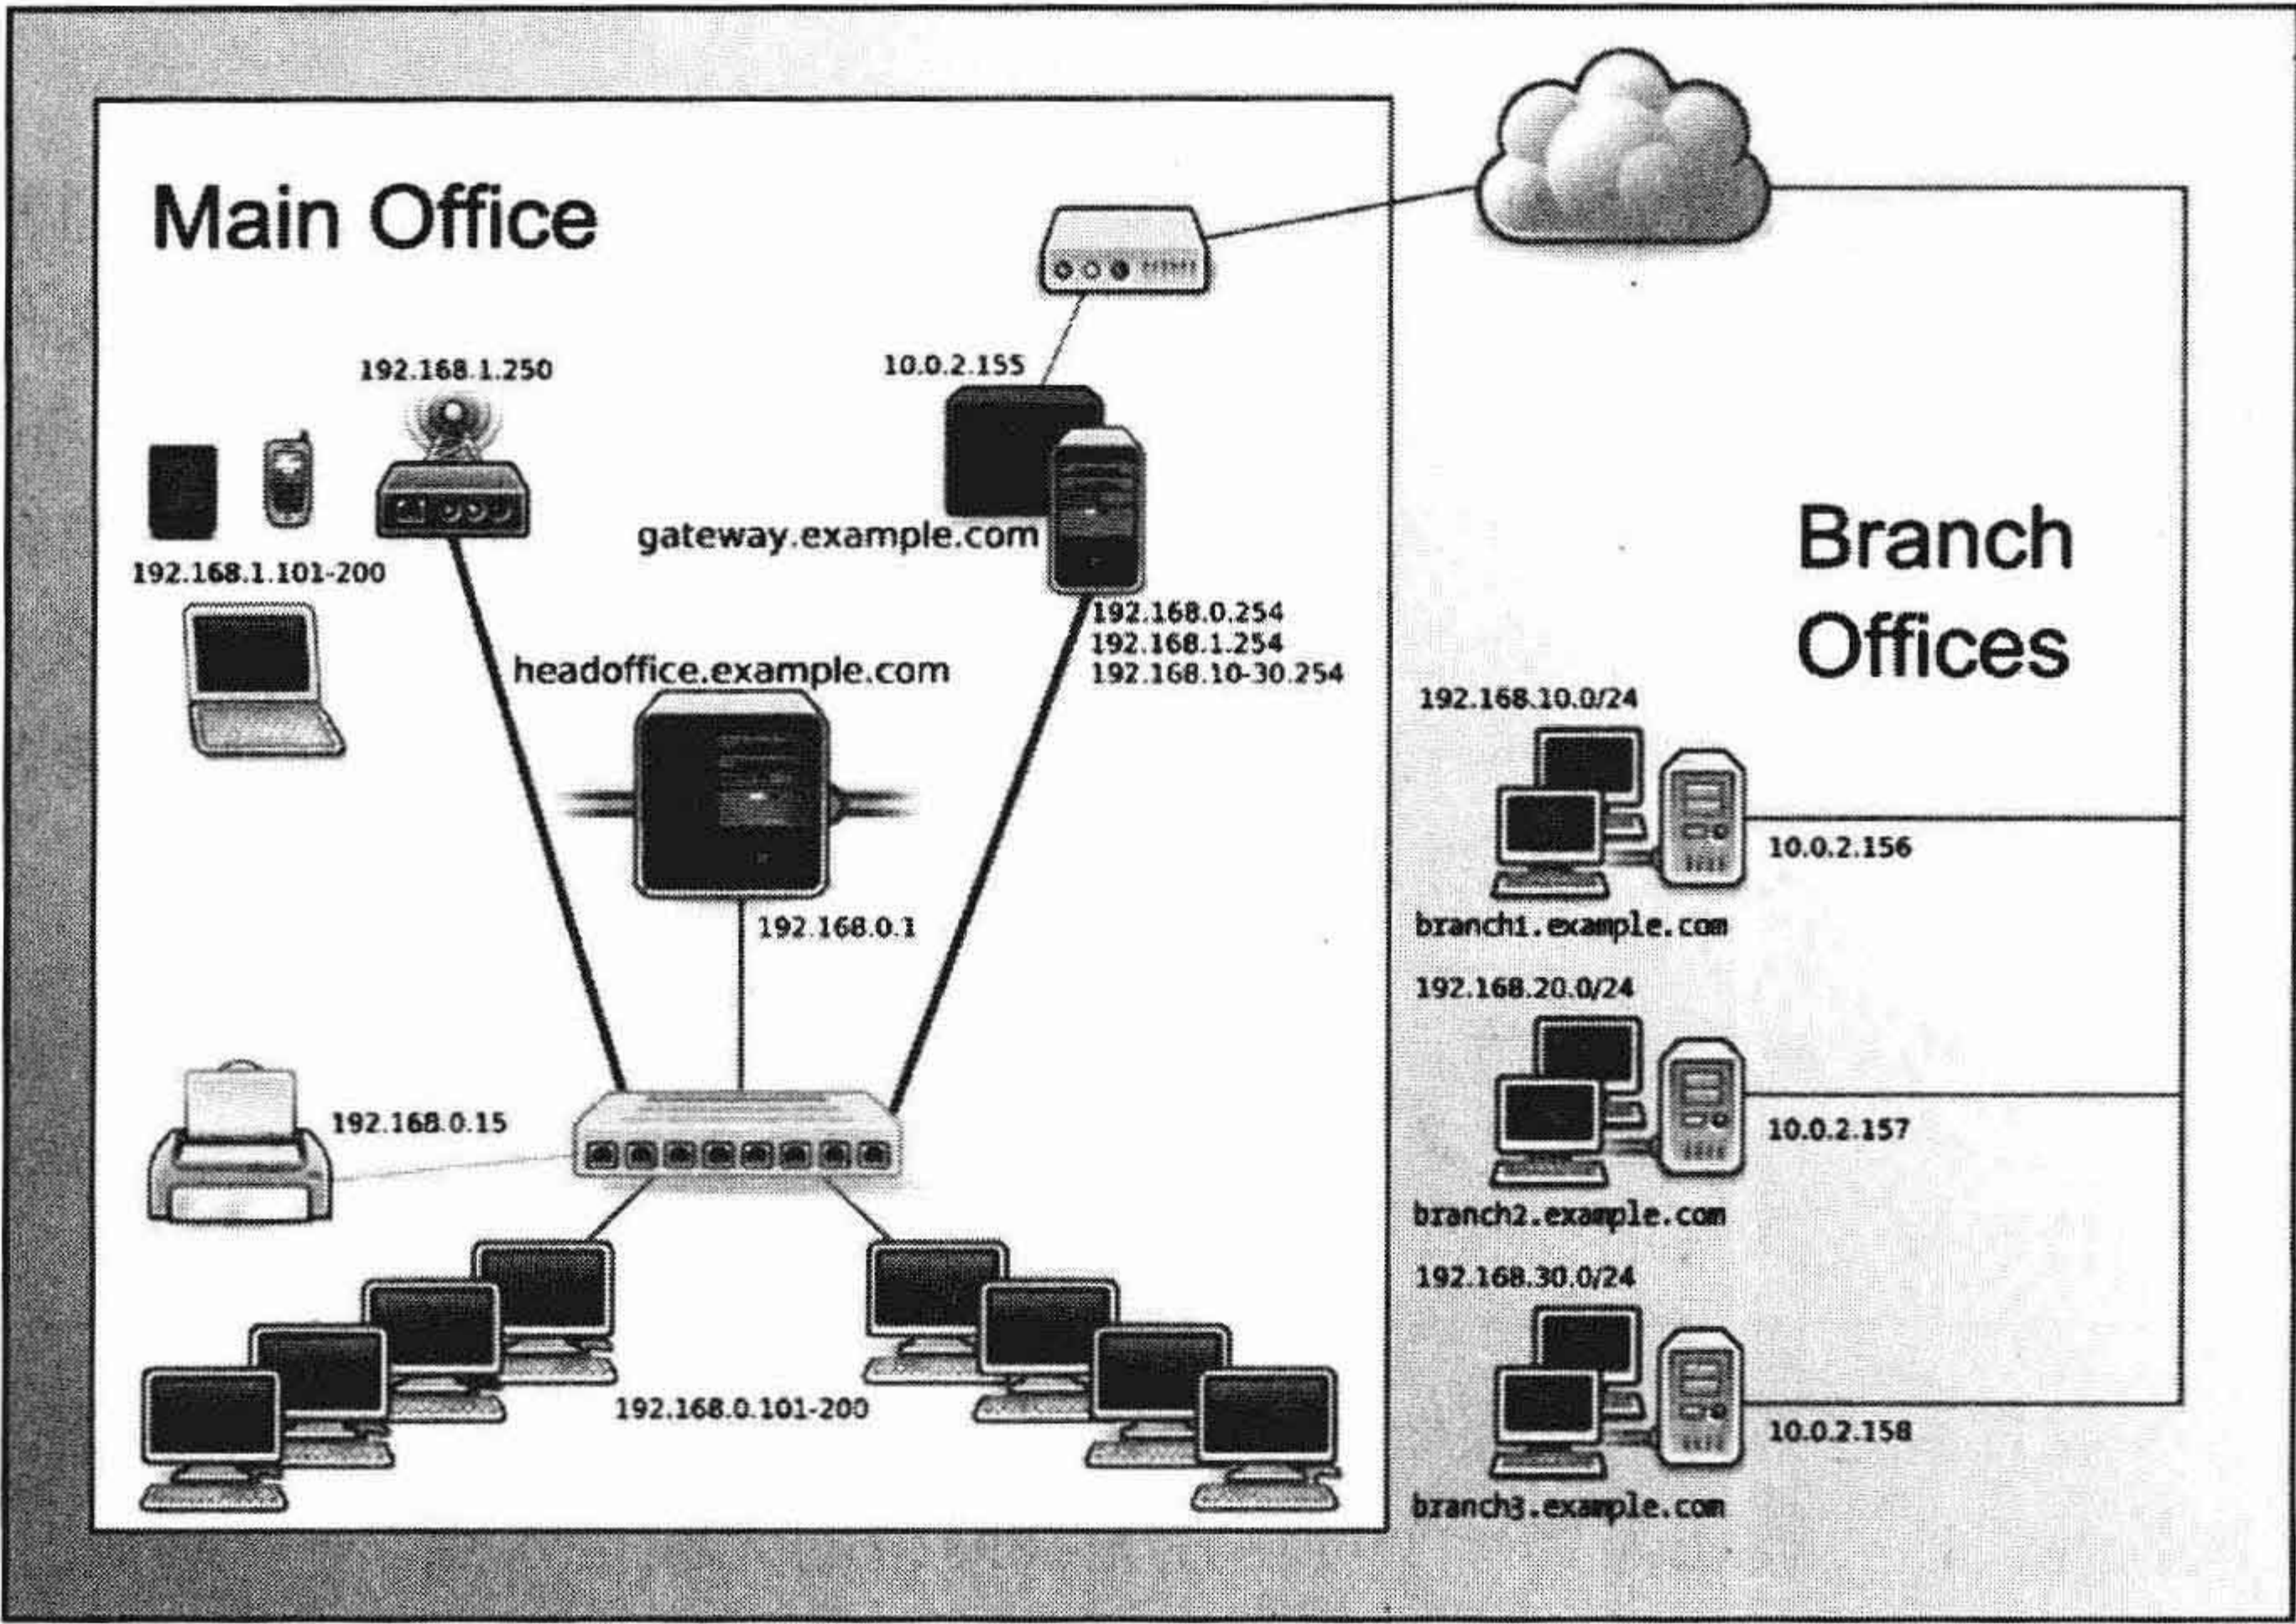 Main Office
192.168.1.250
10.0.2.155
192.168.1.101-200
gateway.example.com
192.168.0.254
192.168.1.254
192.168.10-30.254
headoffice.example.com
192.168.0.1
192.168.0.15
192.168.0.101-200
Branch
Offices
192.168.10.0/24
10.0.2.156
branch1.example.com
192.168.20.0/24
10.0.2.157
branch2.example.com
192.168.30.0/24
10.0.2.158
branch3.example.com